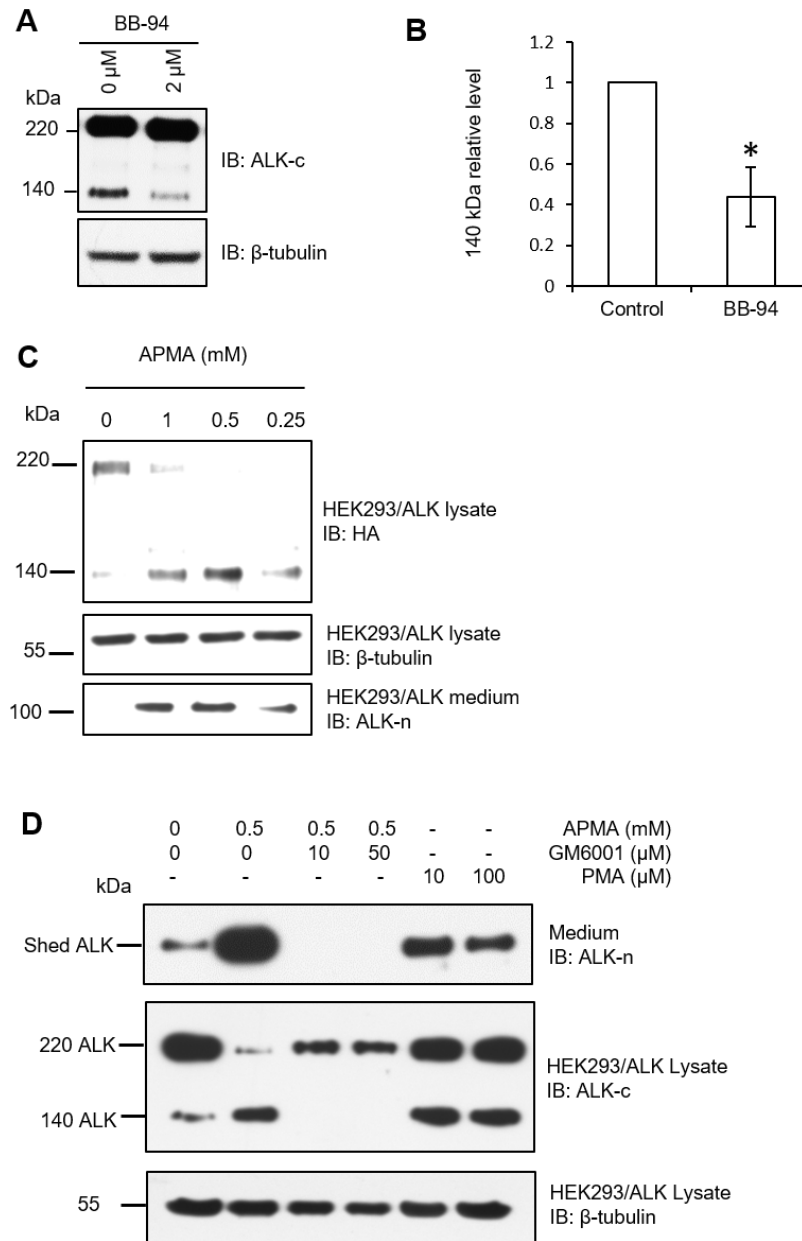 A
BB-94
0 µM
2 µM
kDa
220
140
IB: ALK-c
IB: β-tubulin
B
140 kDa relative level
1.2
1
0.8
0.6
0.4
0.2
0
*
Control
BB-94
C
APMA (mM)
kDa
0 1 0.5 0.25
220
140
HEK293/ALK lysate
IB: HA
55
HEK293/ALK lysate
IB: β-tubulin
100
HEK293/ALK medium
IB: ALK-n
D
0 0.5 0.5 0.5 - - APMA (mM)
0 0 10 50 - - GM6001 (µM)
- - - - 10 100 PMA (µM)
kDa
Shed ALK
Medium
IB: ALK-n
220 ALK
140 ALK
HEK293/ALK Lysate
IB: ALK-c
55
HEK293/ALK Lysate
IB: β-tubulin